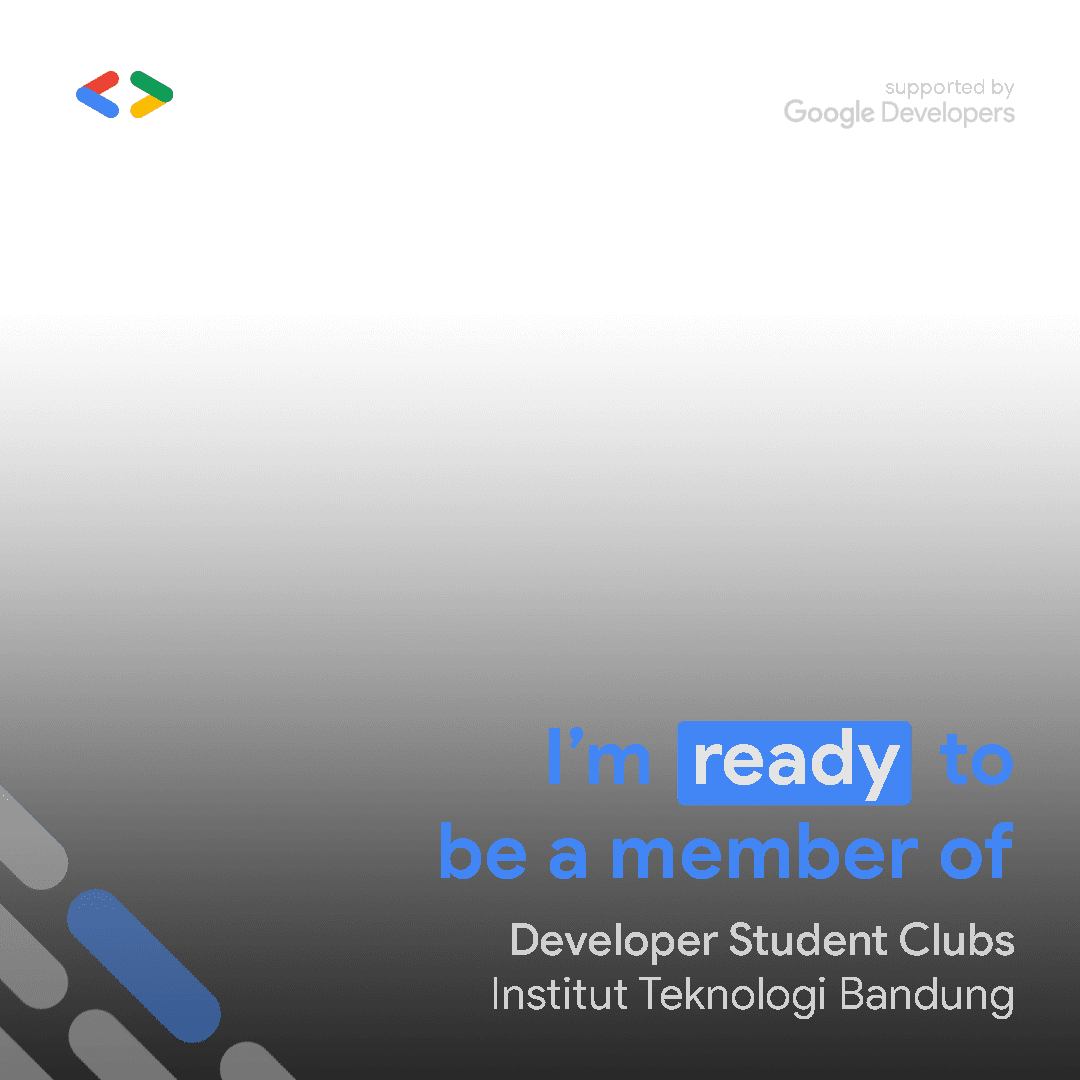 supported by
Google Developers
I'm ready to
be a member of
Developer Student Clubs
Institut Teknologi Bandung